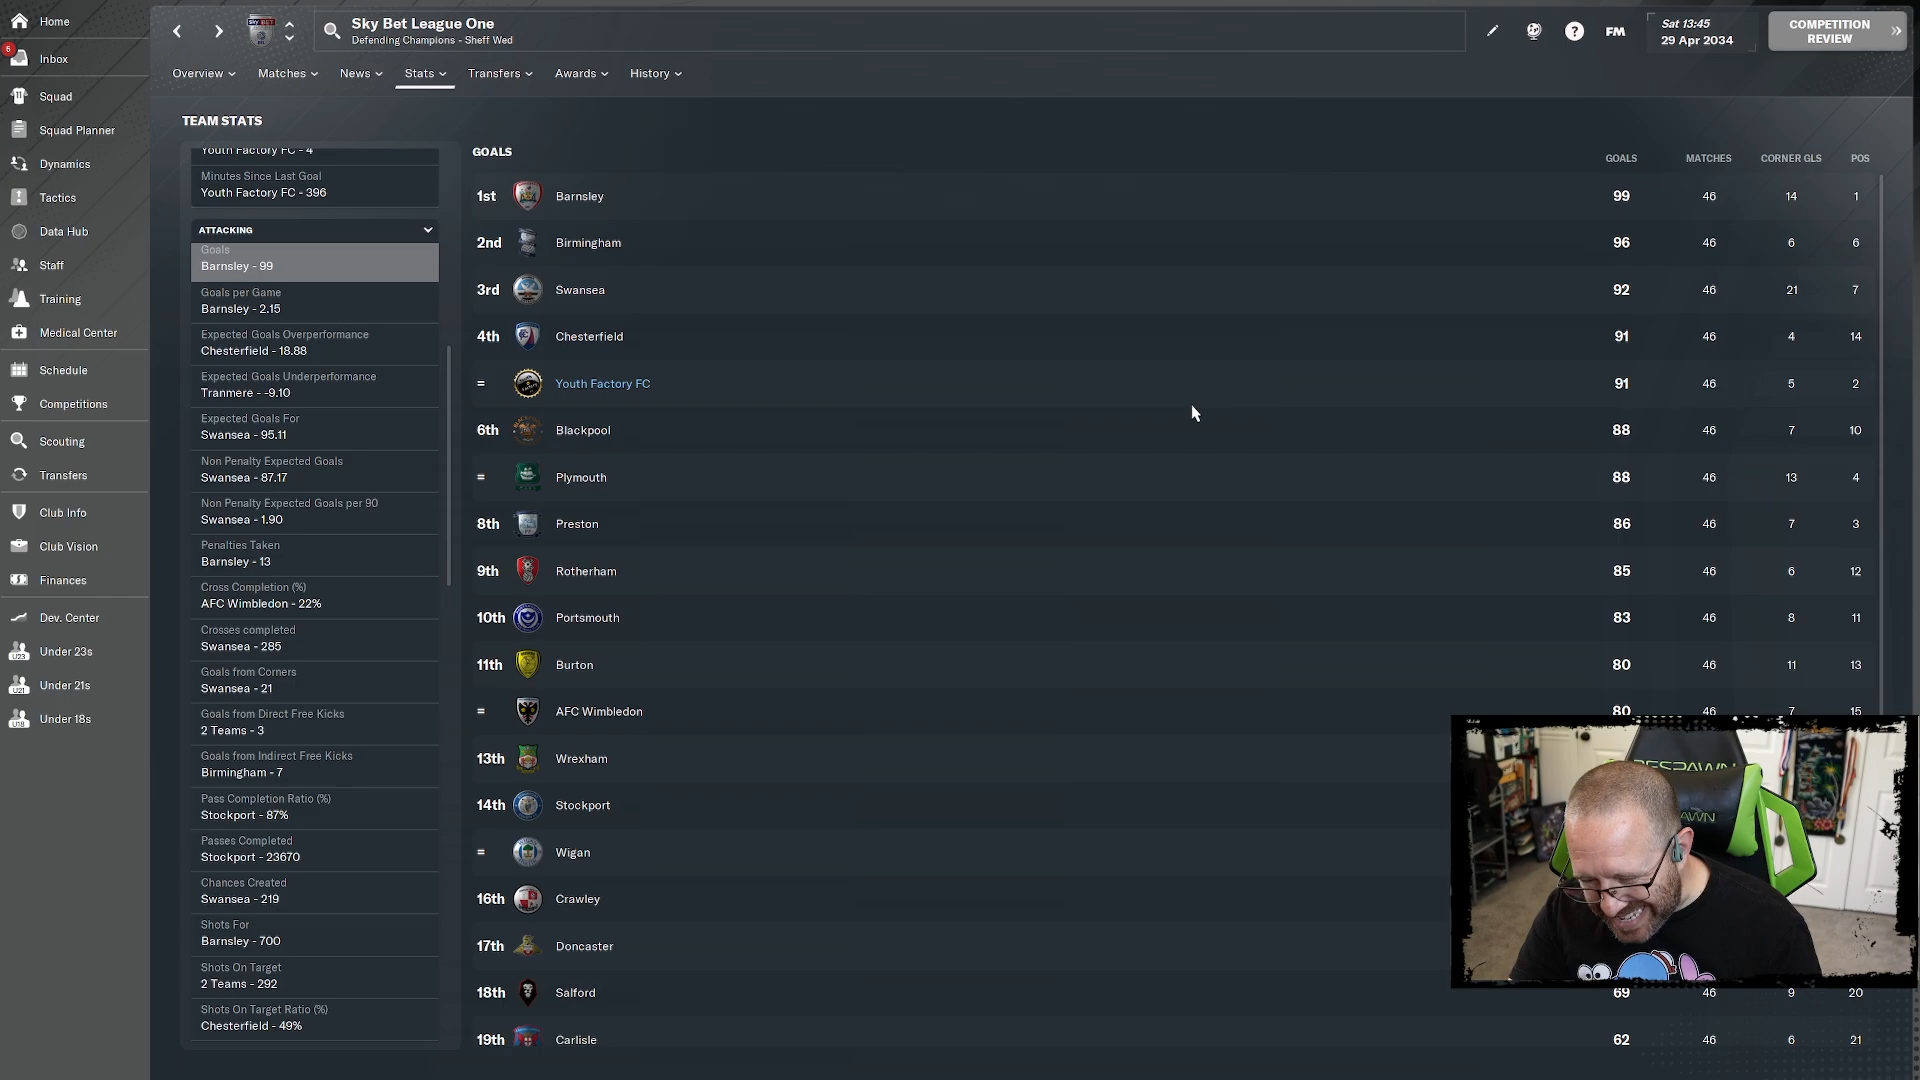 Home
6
Inbox
Squad
Squad Planner
Dynamics
Tactics
Data Hub
Staff
Training
Medical Center
Schedule
Competitions
Scouting
Transfers
Club Info
Club Vision
Finances
Dev. Center
U23
Under 23s
U21
Under 21s
U18
Under 18s
Sky Bet League One
Defending Champions - Sheff Wed
?
FM
Sat 13:45
29 Apr 2034
COMPETITION
REVIEW
Overview
Matches
News
Stats
Transfers
Awards
History
TEAM STATS
Youth Factory FC - 4
Minutes Since Last Goal
Youth Factory FC - 396
ATTACKING
Goals
Barnsley - 99
Goals per Game
Barnsley - 2.15
Expected Goals Overperformance
Chesterfield - 18.88
Expected Goals Underperformance
Tranmere - -9.10
Expected Goals For
Swansea - 95.11
Non Penalty Expected Goals
Swansea - 87.17
Non Penalty Expected Goals per 90
Swansea - 1.90
Penalties Taken
Barnsley - 13
Cross Completion (%)
AFC Wimbledon - 22%
Crosses completed
Swansea - 285
Goals from Corners
Swansea - 21
Goals from Direct Free Kicks
2 Teams - 3
Goals from Indirect Free Kicks
Birmingham - 7
Pass Completion Ratio (%)
Stockport - 87%
Passes Completed
Stockport - 23670
Chances Created
Swansea - 219
Shots For
Barnsley - 700
Shots On Target
2 Teams - 292
Shots On Target Ratio (%)
Chesterfield - 49%
GOALS
GOALS MATCHES CORNER GLS POS
1st Barnsley 99 46 14 1
2nd Birmingham 96 46 6 6
3rd Swansea 92 46 21 7
4th Chesterfield 91 46 4 14
= Youth Factory FC 91 46 5 2
6th Blackpool 88 46 7 10
= Plymouth 88 46 13 4
8th Preston 86 46 7 3
9th Rotherham 85 46 6 12
10th Portsmouth 83 46 8 11
11th Burton 80 46 11 13
= AFC Wimbledon 80 46 7 15
13th Wrexham
14th Stockport
= Wigan
16th Crawley
17th Doncaster
18th Salford 69 46 9 20
19th Carlisle 62 46 6 21
RESPAWN